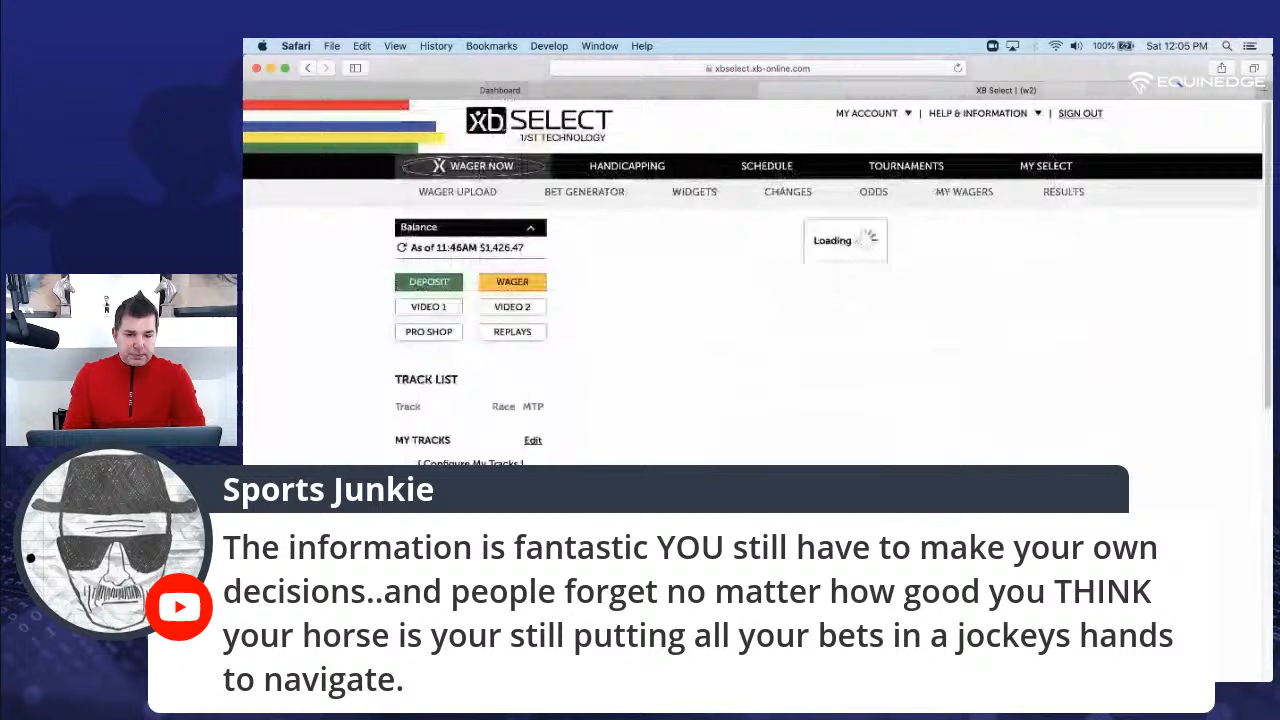 Safari File Edit View History Bookmarks Develop Window Help 100% Sat 12:05 PM
xbselect.xb-online.com
Dashboard XB Select | (w2)
EQUINEDGE
xb SELECT
1/ST TECHNOLOGY
MY ACCOUNT | HELP & INFORMATION | SIGN OUT
WAGER NOW HANDICAPPING SCHEDULE TOURNAMENTS MY SELECT
WAGER UPLOAD BET GENERATOR WIDGETS CHANGES ODDS MY WAGERS RESULTS
Balance
As of 11:46AM $1,426.47
Loading
DEPOSIT WAGER
VIDEO 1 VIDEO 2
PRO SHOP REPLAYS
TRACK LIST
Track Race MTP
MY TRACKS Edit
[ Configure My Tracks ]
Sports Junkie
The information is fantastic YOU still have to make your own
decisions..and people forget no matter how good you THINK
your horse is your still putting all your bets in a jockeys hands
to navigate.